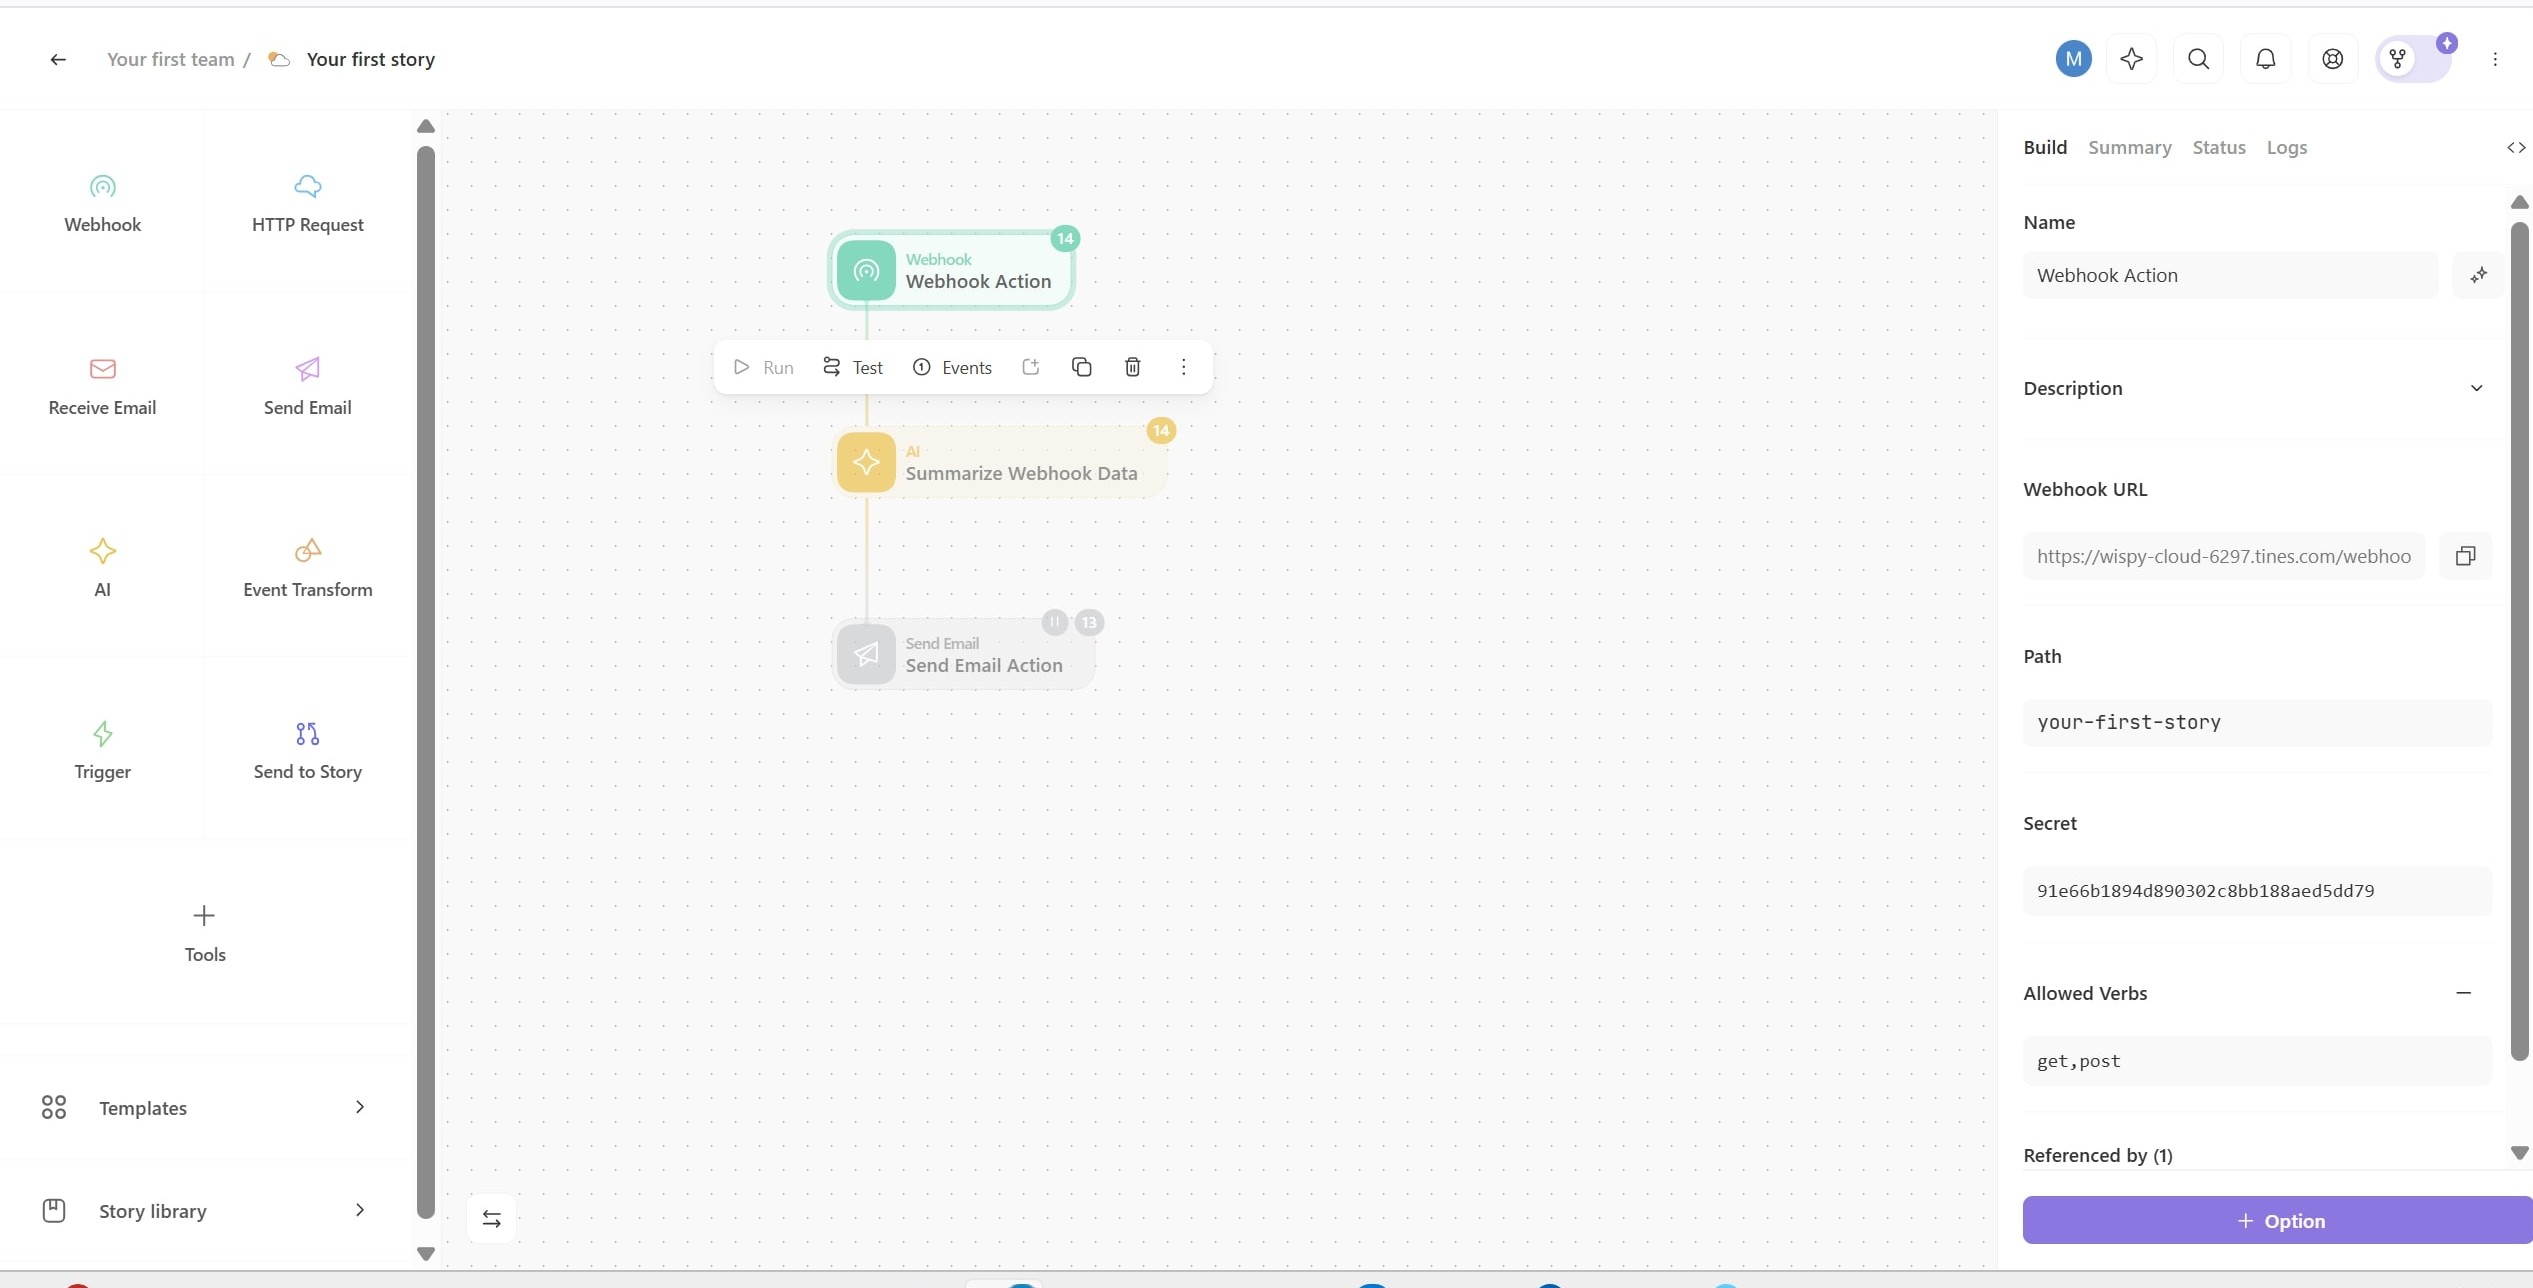 Your first team / Your first story
M
Webhook
HTTP Request
Receive Email
Send Email
AI
Event Transform
Trigger
Send to Story
Tools
Templates
Story library
14
Webhook
Webhook Action
Run Test Events
14
AI
Summarize Webhook Data
13
Send Email
Send Email Action
Build Summary Status Logs
Name
Webhook Action
Description
Webhook URL
https://wispy-cloud-6297.tines.com/webhoo
Path
your-first-story
Secret
91e66b1894d890302c8bb188aed5dd79
Allowed Verbs
get,post
Referenced by (1)
+ Option